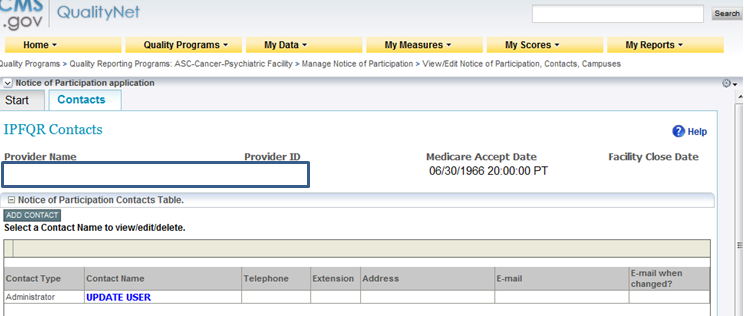 CMS
.gov QualityNet
Search
Home My Data My Measures My Scores My Reports Quality Programs
Quality Programs > Quality Reporting Programs: ASC-Cancer-Psychiatric Facility > Manage Notice of Participation > View/Edit Notice of Participation, Contacts, Campuses
Notice of Participation application
Start Contacts
IPFQR Contacts Help
Provider Name Provider ID Medicare Accept Date Facility Close Date
06/30/1966 20:00:00 PT
Notice of Participation Contacts Table.
ADD CONTACT
Select a Contact Name to view/edit/delete.
Contact Type Contact Name Telephone Extension Address E-mail E-mail when changed?
Administrator UPDATE USER